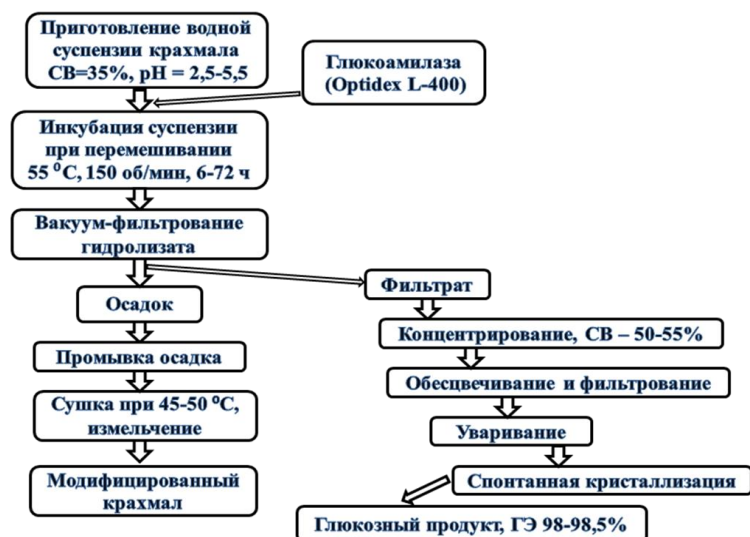 Приготовление водной
суспензии крахмала
СВ=35%, рН = 2,5-5,5
Глюкоамилаза
(Optidex L-400)
Инкубация суспензии
при перемешивании
55 ⁰С, 150 об/мин, 6-72 ч
Вакуум-фильтрование
гидролизата
Осадок
Промывка осадка
Сушка при 45-50 ⁰С,
измельчение
Модифицированный
крахмал
Фильтрат
Концентрирование, СВ – 50-55%
Обесцвечивание и фильтрование
Уваривание
Спонтанная кристаллизация
Глюкозный продукт, ГЭ 98-98,5%